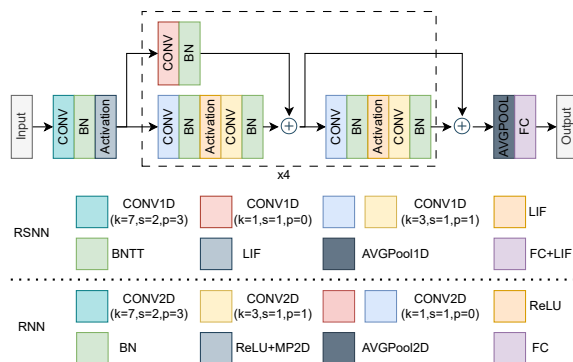 CONV
BN
Input
CONV
BN
Activation
CONV
BN
Activation
CONV
BN
CONV
BN
Activation
CONV
BN
AVGPOOL
FC
Output
x4
RSNN
CONV1D
(k=7,s=2,p=3)
CONV1D
(k=1,s=1,p=0)
CONV1D
(k=3,s=1,p=1)
LIF
BNTT
LIF
AVGPool1D
FC+LIF
RNN
CONV2D
(k=7,s=2,p=3)
CONV2D
(k=3,s=1,p=1)
CONV2D
(k=1,s=1,p=0)
ReLU
BN
ReLU+MP2D
AVGPool2D
FC